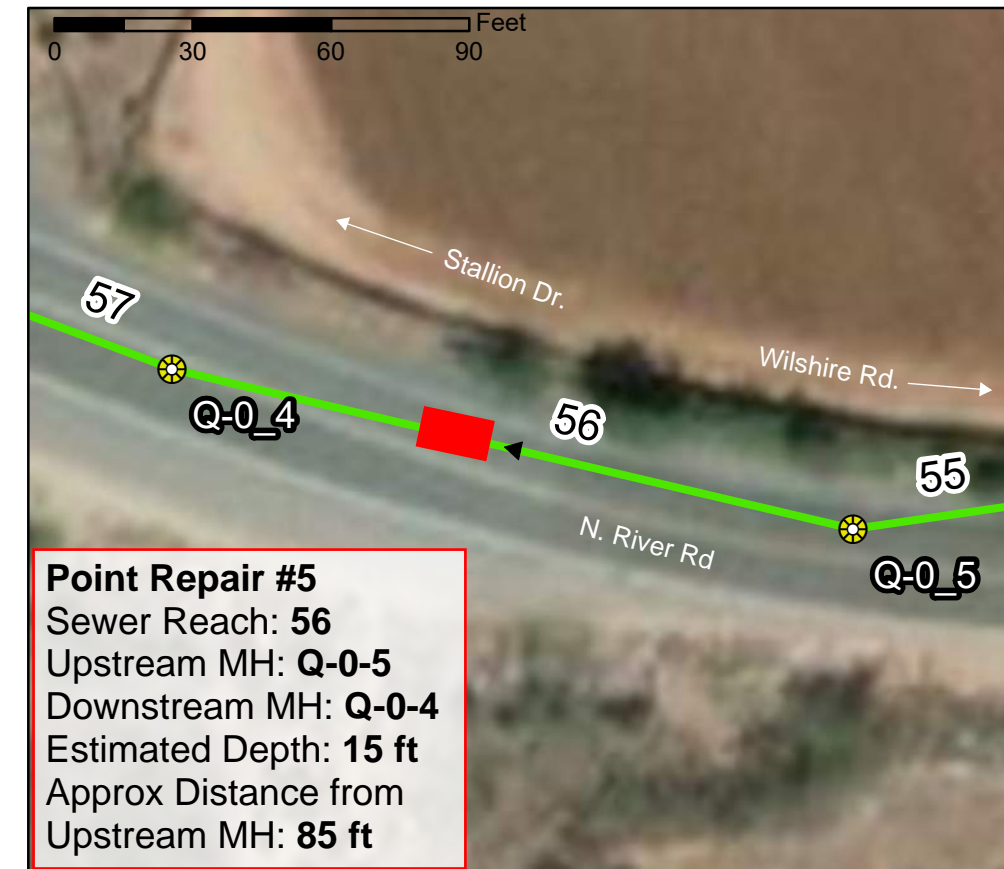 Feet
0 30 60 90
Stallion Dr.
Wilshire Rd.
57
Q-0_4
56
55
N. River Rd
Q-0_5
Point Repair #5
Sewer Reach: 56
Upstream MH: Q-0-5
Downstream MH: Q-0-4
Estimated Depth: 15 ft
Approx Distance from
Upstream MH: 85 ft